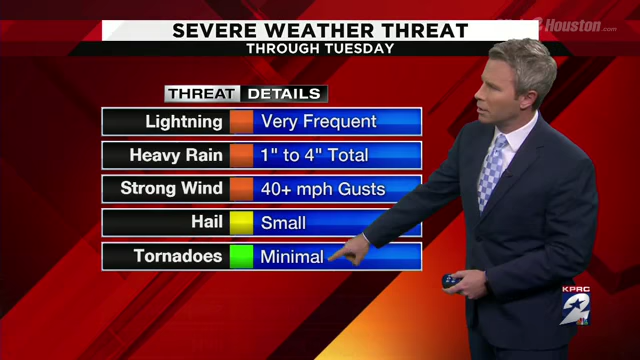 SEVERE WEATHER THREAT
THROUGH TUESDAY
Houston.com
THREAT DETAILS
Lightning Very Frequent
Heavy Rain 1" to 4" Total
Strong Wind 40+ mph Gusts
Hail Small
Tornadoes Minimal
KPRC
2